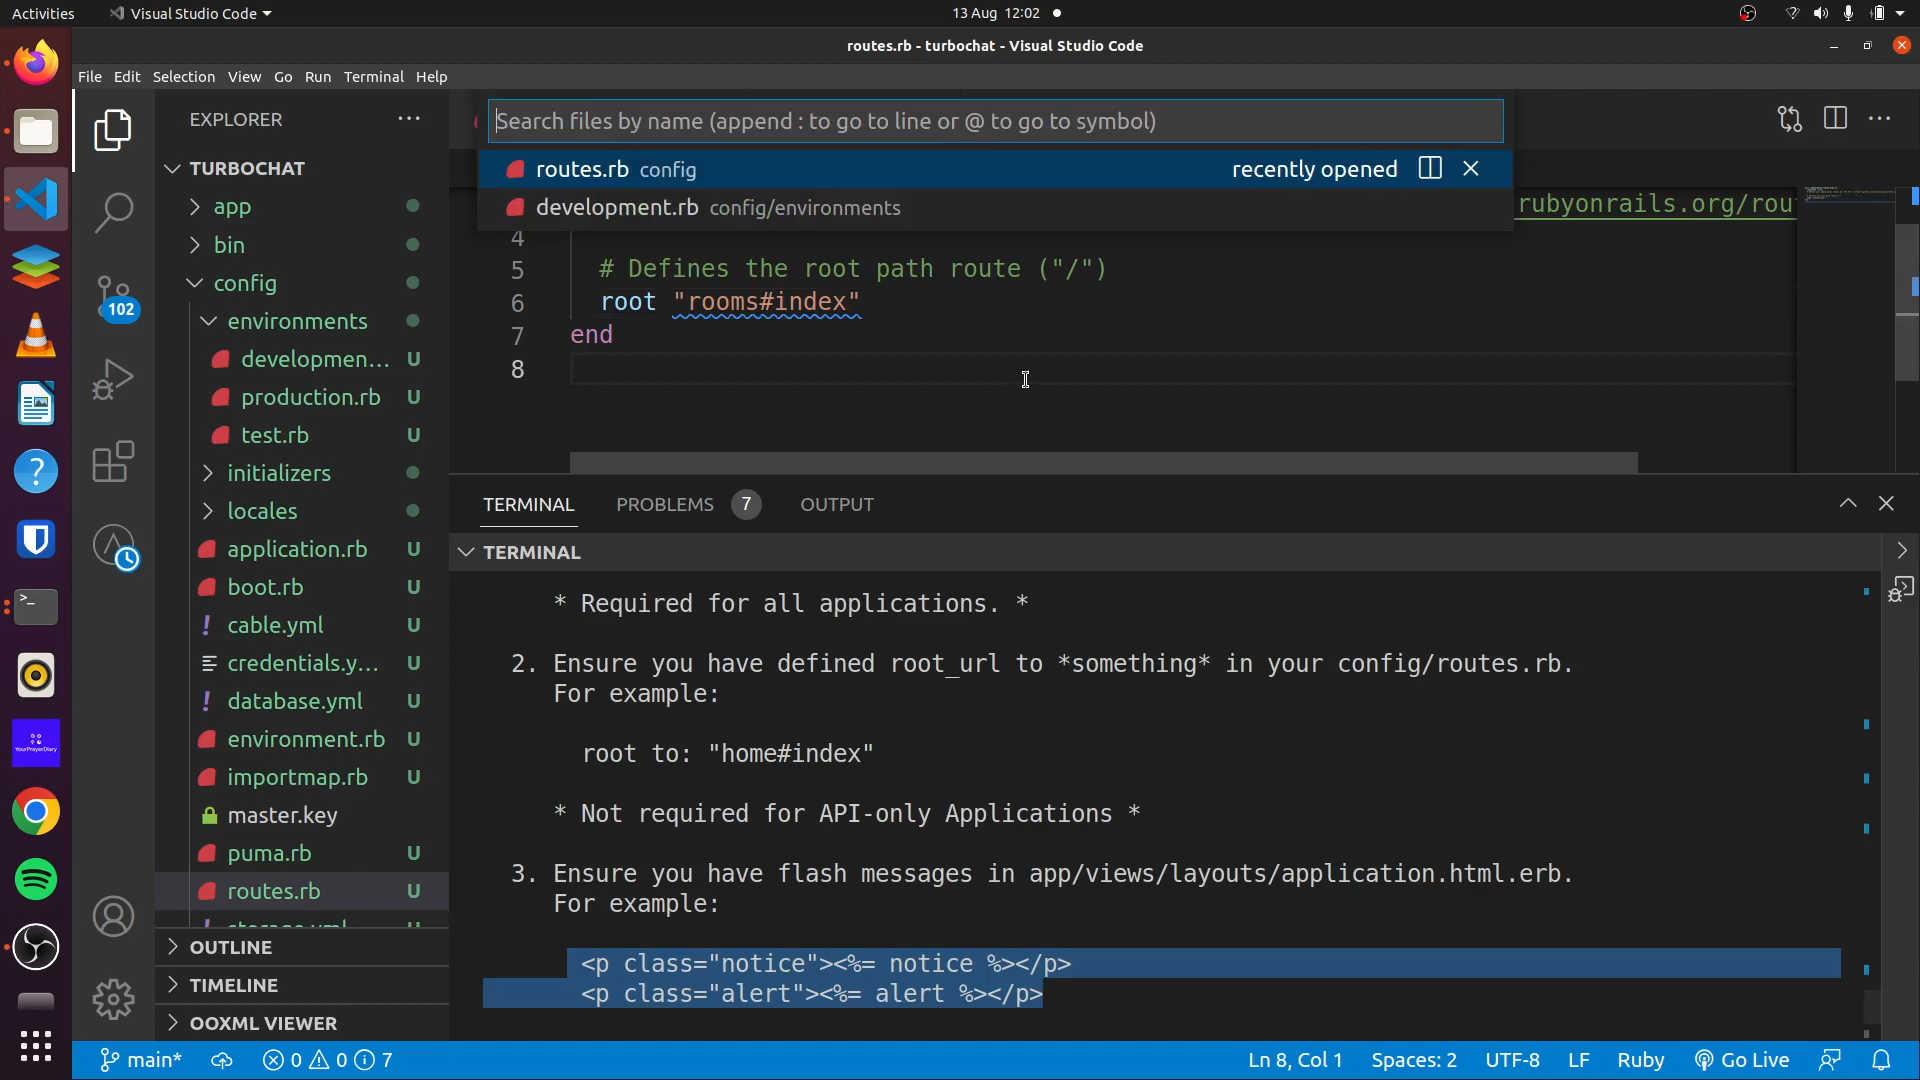 Activities
Visual Studio Code
13 Aug 12:02
routes.rb - turbochat - Visual Studio Code
File Edit Selection View Go Run Terminal Help
EXPLORER
TURBOCHAT
app
bin
config
environments
developmen... U
production.rb U
test.rb U
initializers
locales
application.rb U
boot.rb U
cable.yml U
credentials.y... U
database.yml U
environment.rb U
importmap.rb U
master.key
puma.rb U
routes.rb U
OUTLINE
TIMELINE
OOXML VIEWER
102
YourPrayerDiary
Search files by name (append : to go to line or @ to go to symbol)
routes.rb config recently opened
development.rb config/environments
rubyonrails.org/rou
4
5 # Defines the root path route ("/")
6 root "rooms#index"
7 end
8
TERMINAL PROBLEMS 7 OUTPUT
TERMINAL
* Required for all applications. *
2. Ensure you have defined root_url to *something* in your config/routes.rb.
For example:
root to: "home#index"
* Not required for API-only Applications *
3. Ensure you have flash messages in app/views/layouts/application.html.erb.
For example:
<p class="notice"><%= notice %></p>
<p class="alert"><%= alert %></p>
main* 0 0 7
Ln 8, Col 1 Spaces: 2 UTF-8 LF Ruby Go Live